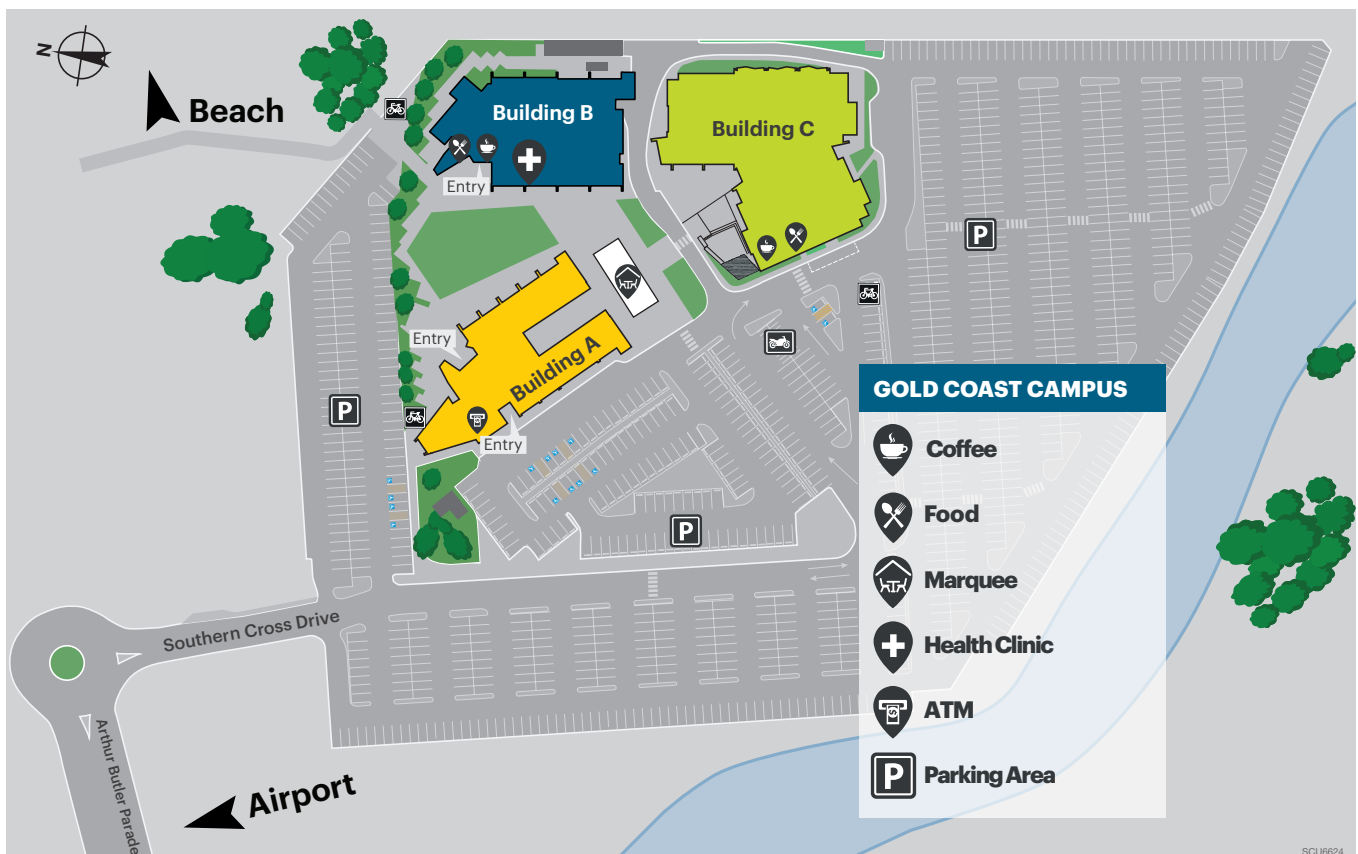 N
Beach
Building B
Building C
Entry
P
Entry
Building A
P
Entry
P
GOLD COAST CAMPUS
Coffee
Food
Marquee
Health Clinic
ATM
P Parking Area
Southern Cross Drive
Arthur Butler Parade
Airport
SCU6624